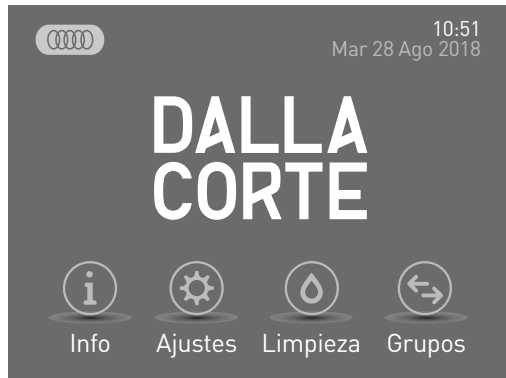 10:51
Mar 28 Ago 2018
DALLA
CORTE
Info
Ajustes
Limpieza
Grupos